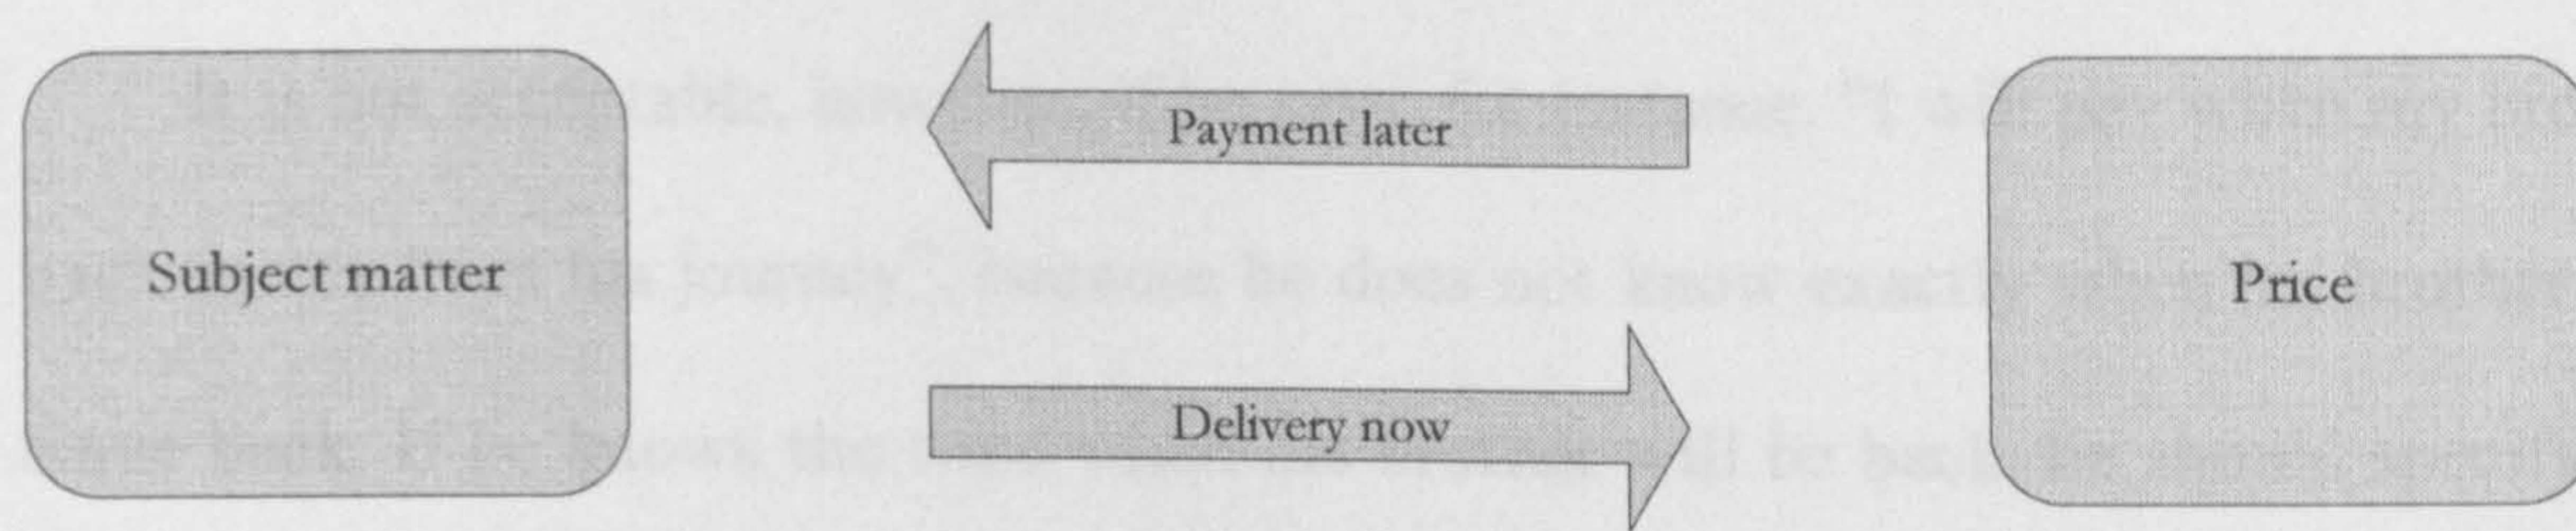 Payment later
Subject matter
Price
Delivery now